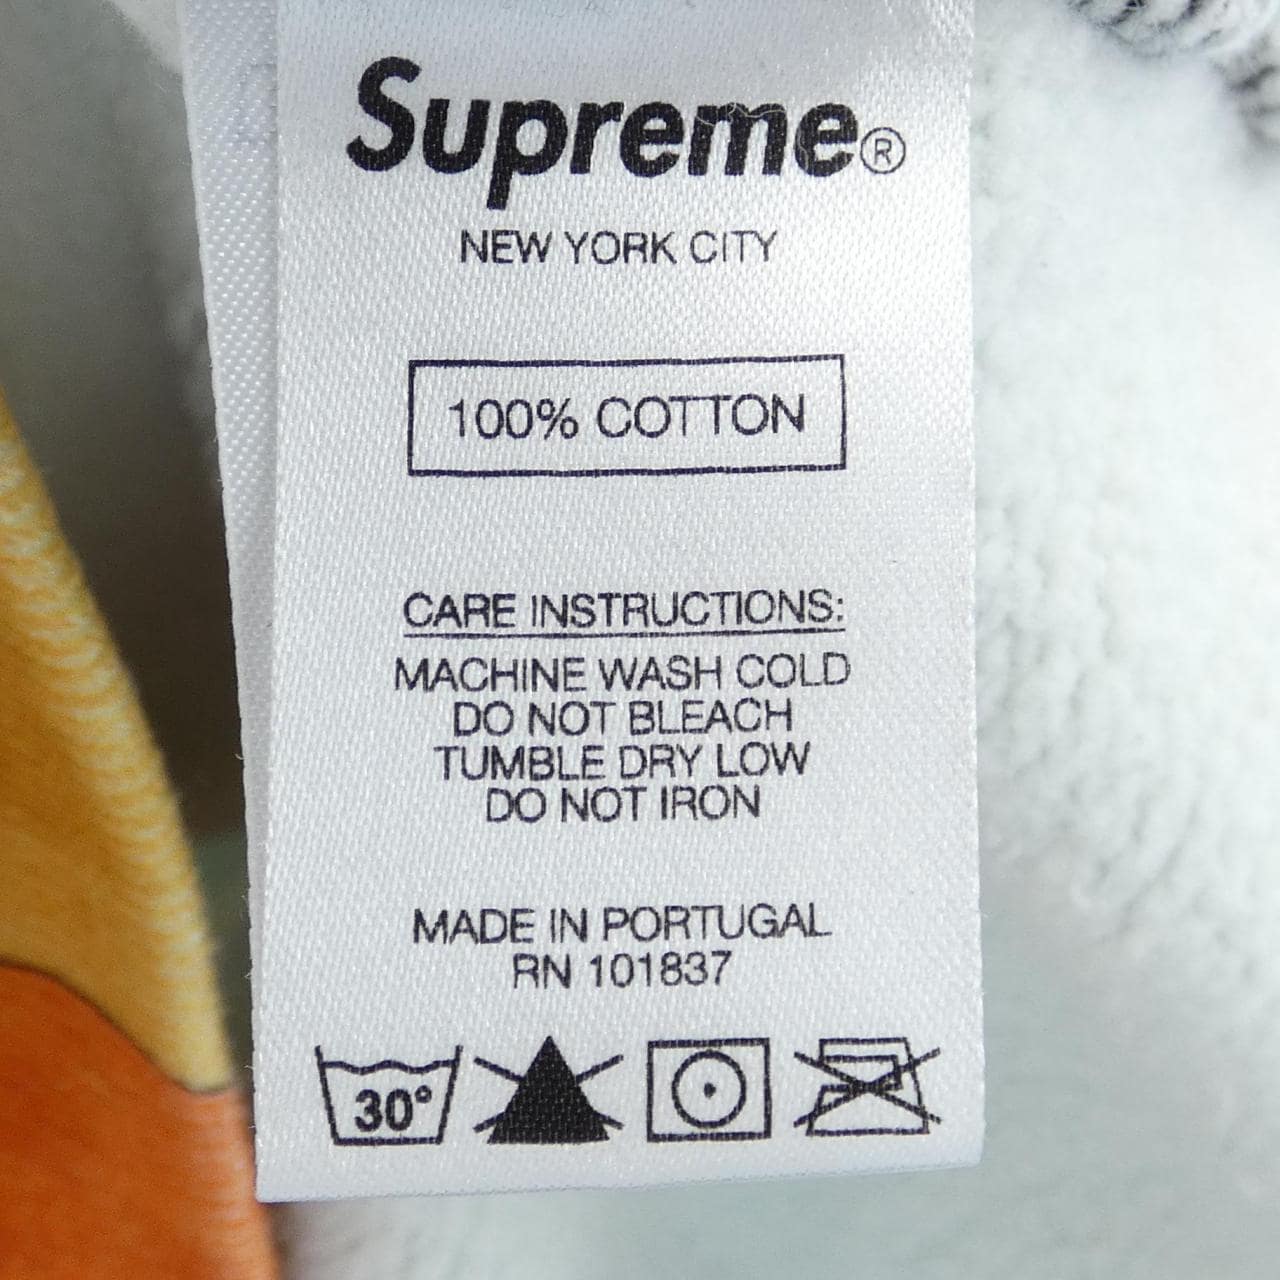 Supreme®
NEW YORK CITY
100% COTTON
CARE INSTRUCTIONS:
MACHINE WASH COLD
DO NOT BLEACH
TUMBLE DRY LOW
DO NOT IRON
MADE IN PORTUGAL
RN 101837
30°